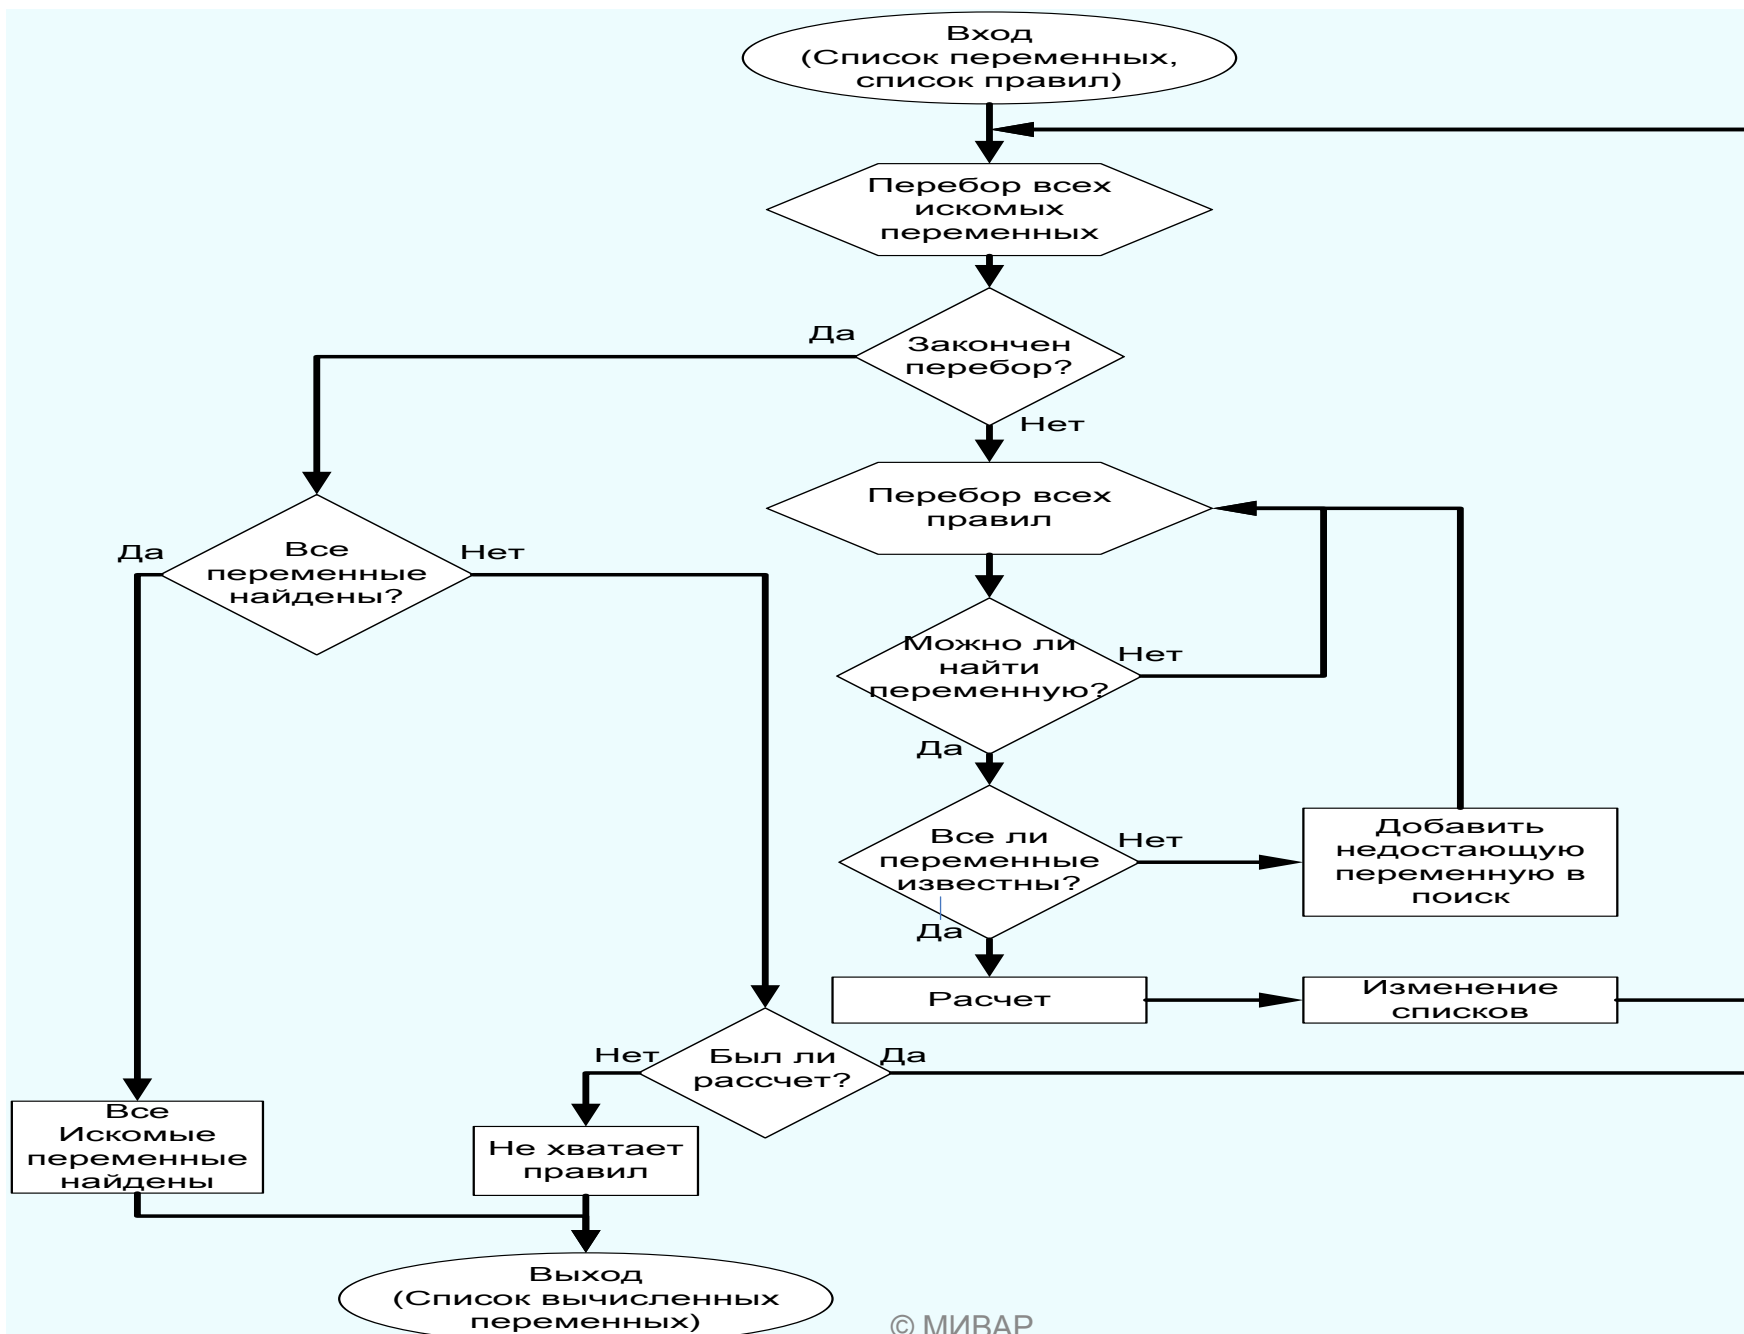 Вход
(Список переменных,
список правил)
Перебор всех
искомых
переменных
Да
Закончен
перебор?
Нет
Перебор всех
правил
Да
Все
переменные
найдены?
Нет
Можно ли
найти
переменную?
Нет
Да
Все ли
переменные
известны?
Нет
Добавить
недостающую
переменную в
поиск
Да
Расчет
Изменение
списков
Нет
Был ли
рассчет?
Да
Все
Искомые
переменные
найдены
Не хватает
правил
Выход
(Список вычисленных
переменных)
© МИВАР